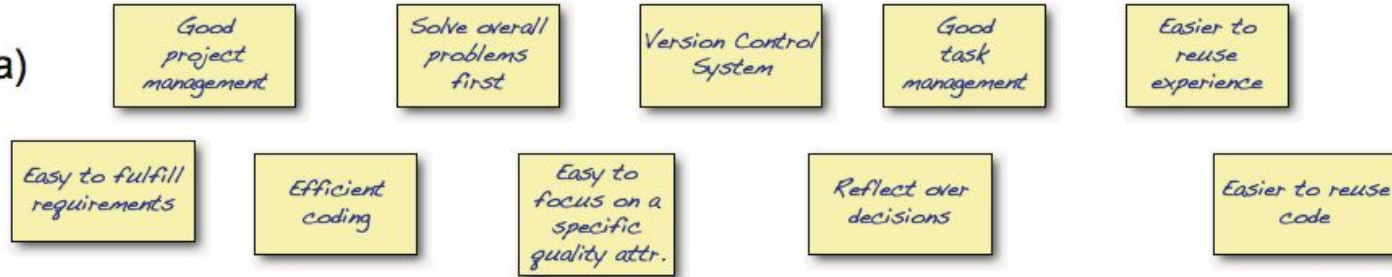 a)
Good
project
management
Solve overall
problems
first
Version Control
System
Good
task
management
Easier to
reuse
experience
Easy to fulfill
requirements
Efficient
coding
Easy to
focus on a
specific
quality attr.
Reflect over
decisions
Easier to reuse
code